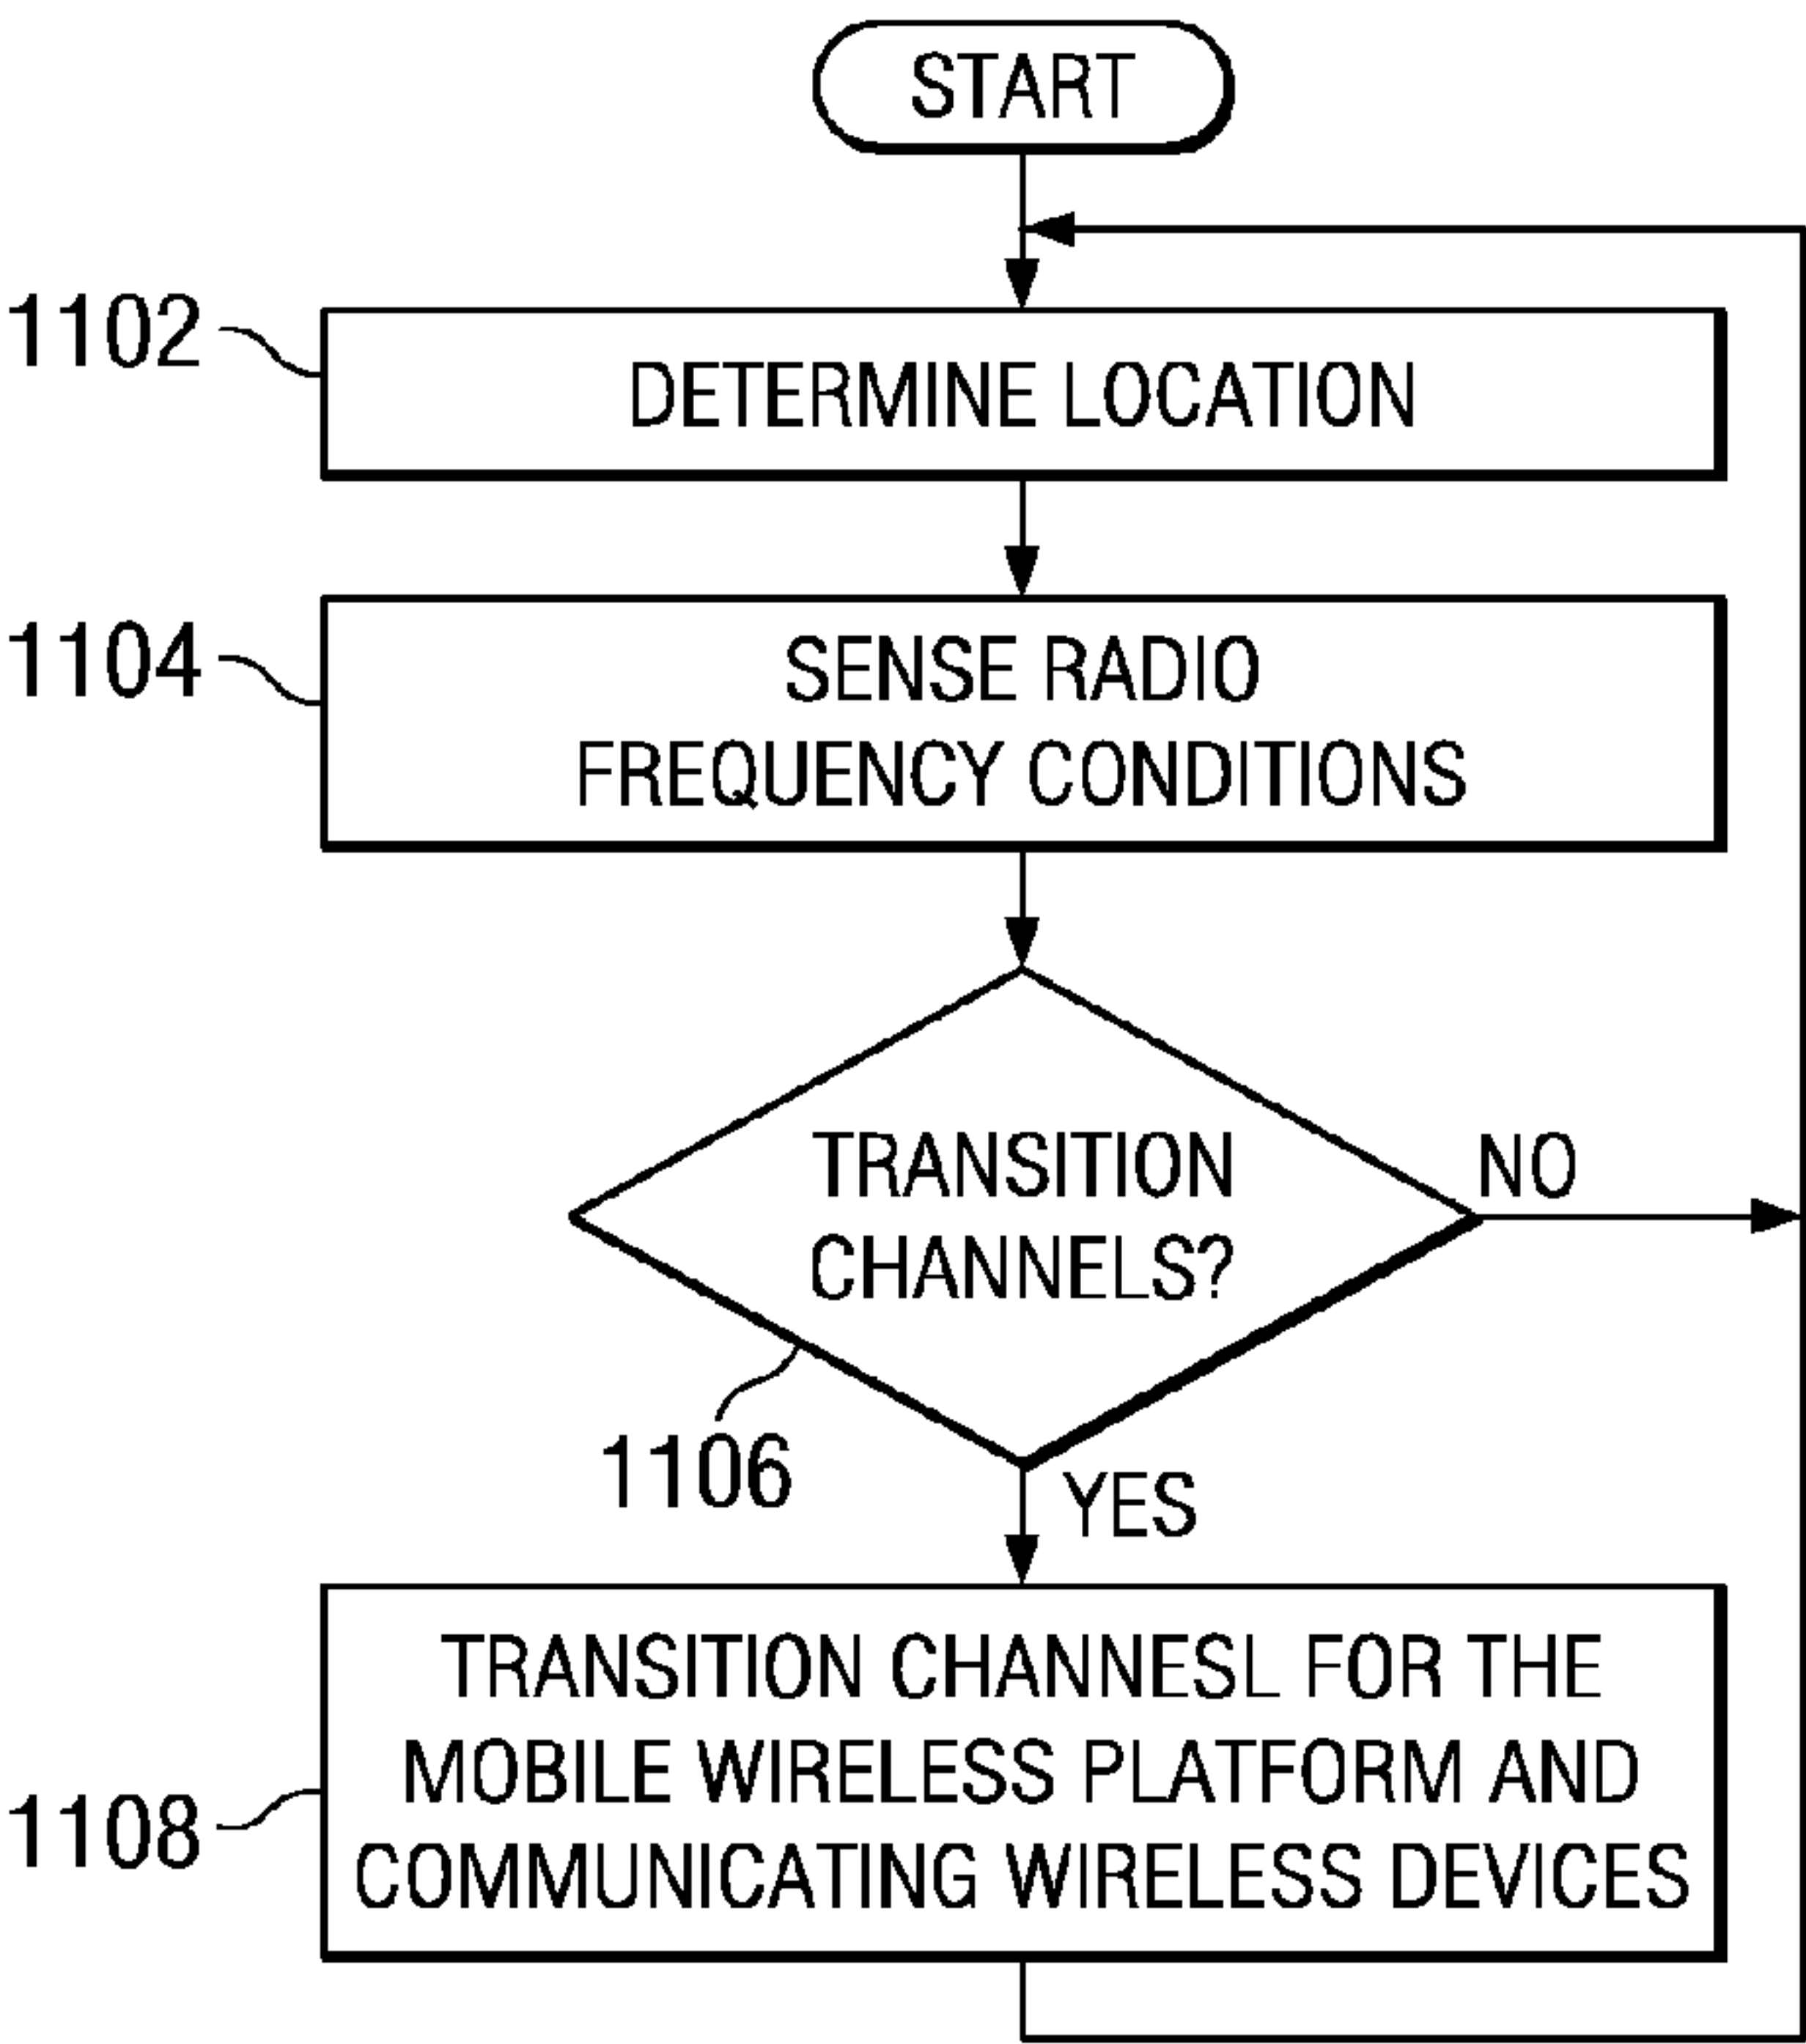 START
1102
DETERMINE LOCATION
1104
SENSE RADIO
FREQUENCY CONDITIONS
TRANSITION
CHANNELS?
NO
1106
YES
1108
TRANSITION CHANNESL FOR THE
MOBILE WIRELESS PLATFORM AND
COMMUNICATING WIRELESS DEVICES